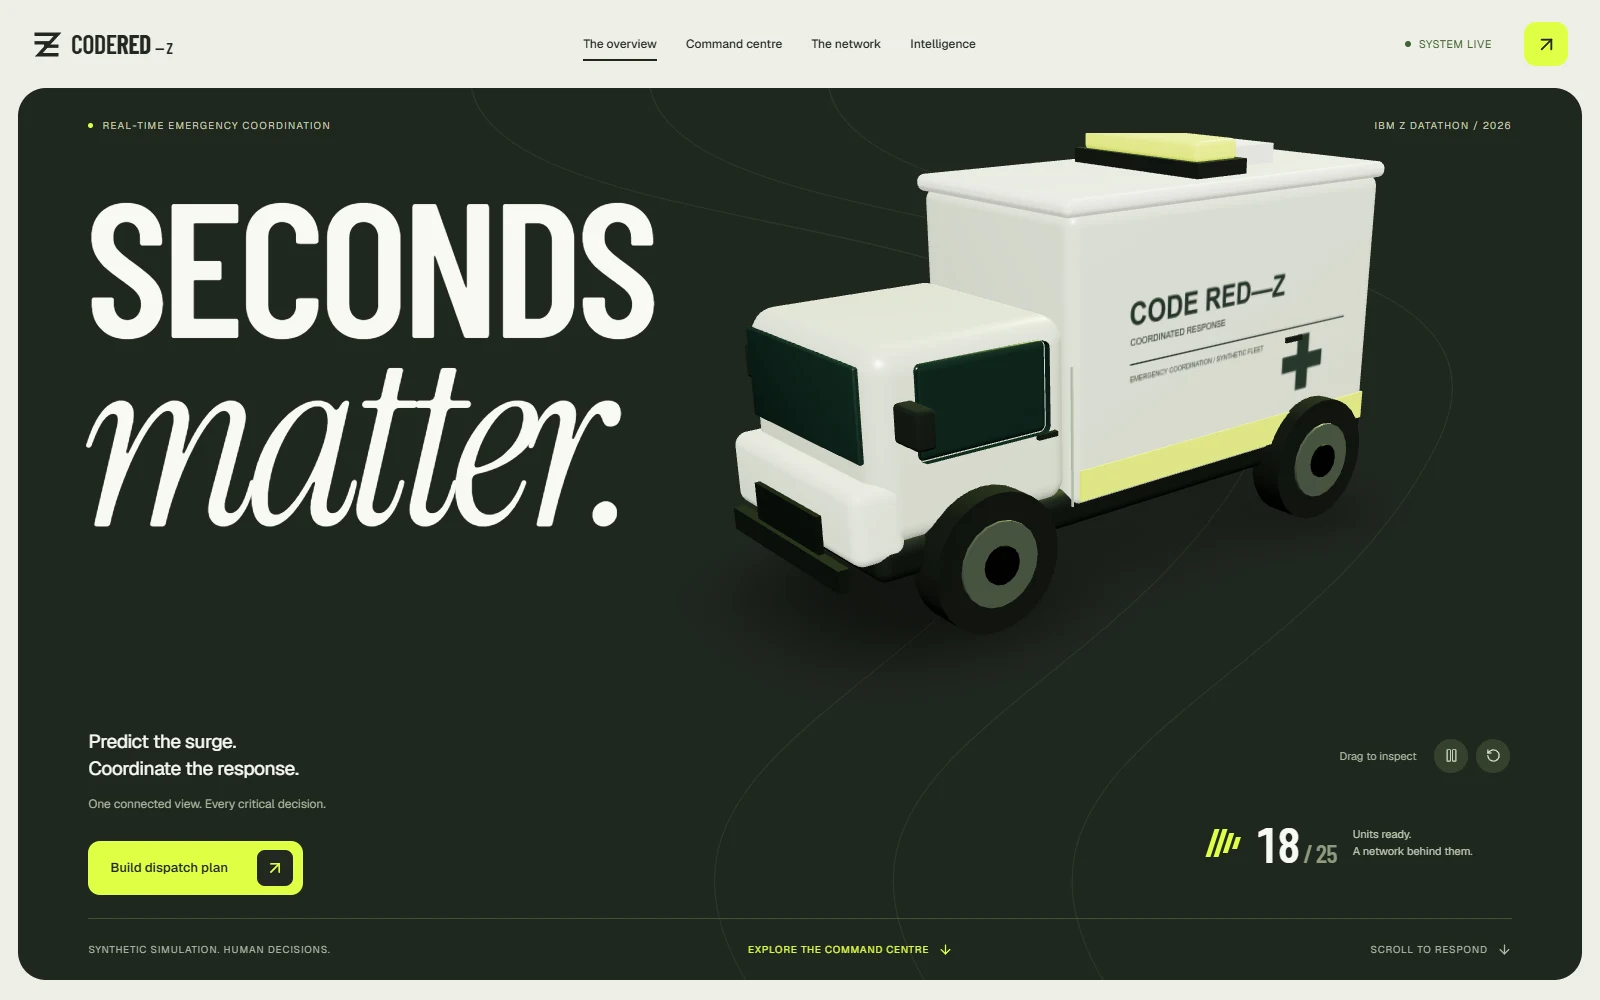 CODERED – Z
The overview
Command centre
The network
Intelligence
SYSTEM LIVE
REAL-TIME EMERGENCY COORDINATION
IBM Z DATATHON / 2026
SECONDS
matter.
CODE RED—Z
COORDINATED RESPONSE
EMERGENCY COORDINATION / SYNTHETIC FLEET
Predict the surge.
Coordinate the response.
One connected view. Every critical decision.
Build dispatch plan
Drag to inspect
18 / 25
Units ready.
A network behind them.
SYNTHETIC SIMULATION. HUMAN DECISIONS.
EXPLORE THE COMMAND CENTRE
SCROLL TO RESPOND